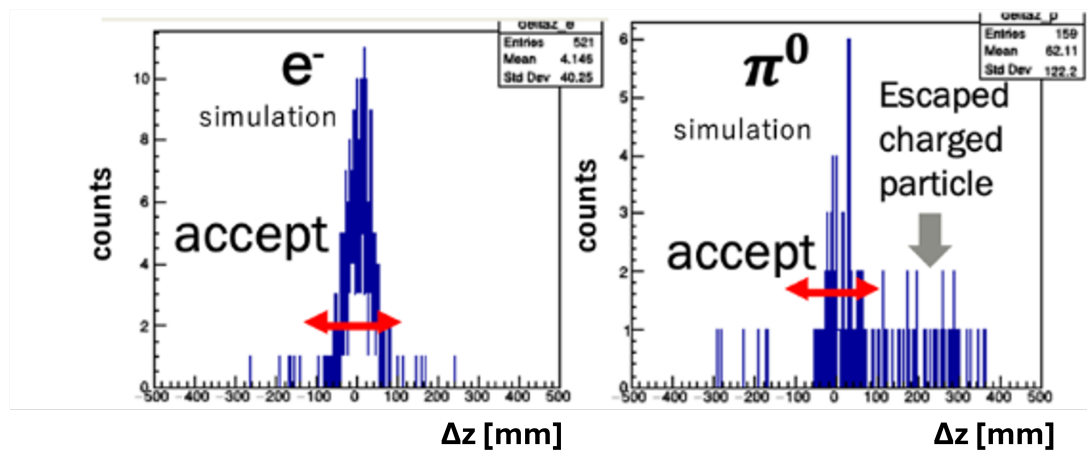 deltaz_e
Entries 521
Mean 4.146
Std Dev 40.25
e-
simulation
accept
counts
10
8
6
4
2
0
−500 −400 −300 −200 −100 0 100 200 300 400 500
Δz [mm]
deltaz_p
Entries 159
Mean 62.11
Std Dev 122.2
π0
simulation
Escaped
charged
particle
accept
counts
6
5
4
3
2
1
0
−500 −400 −300 −200 −100 0 100 200 300 400 500
Δz [mm]